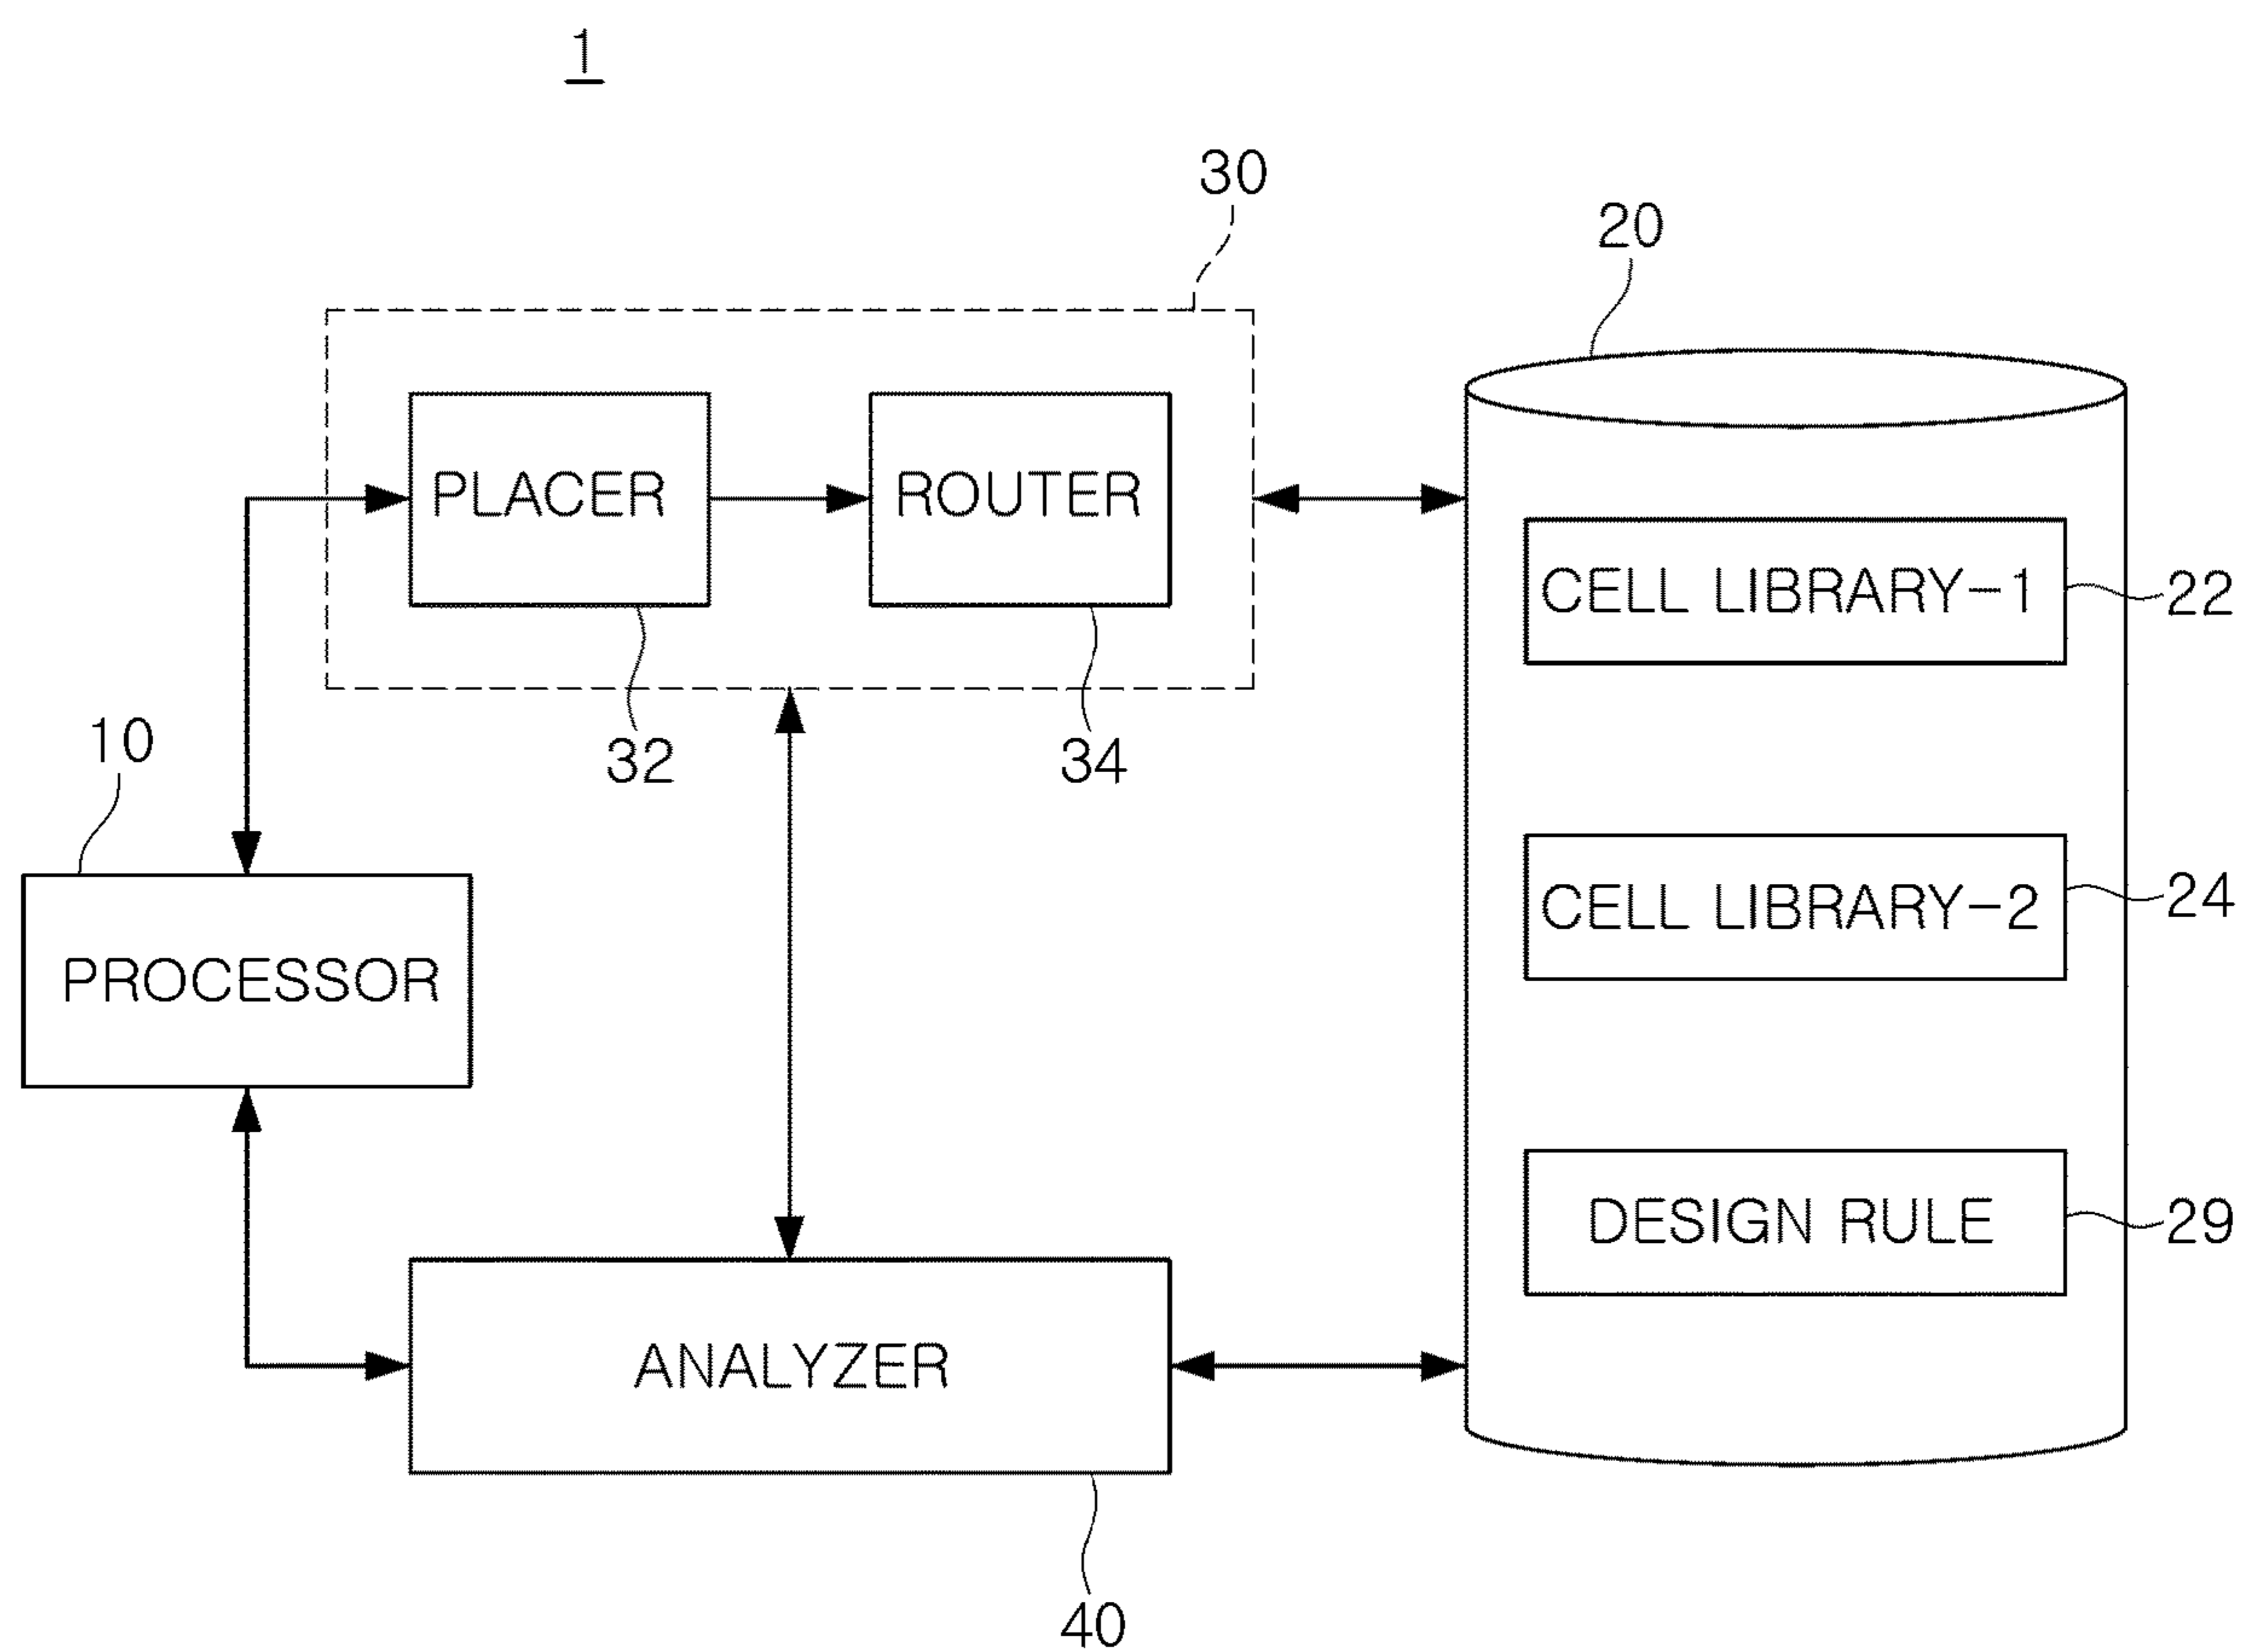 1
30
20
PLACER
ROUTER
CELL LIBRARY-1
22
32
34
10
CELL LIBRARY-2
24
PROCESSOR
DESIGN RULE
29
ANALYZER
40